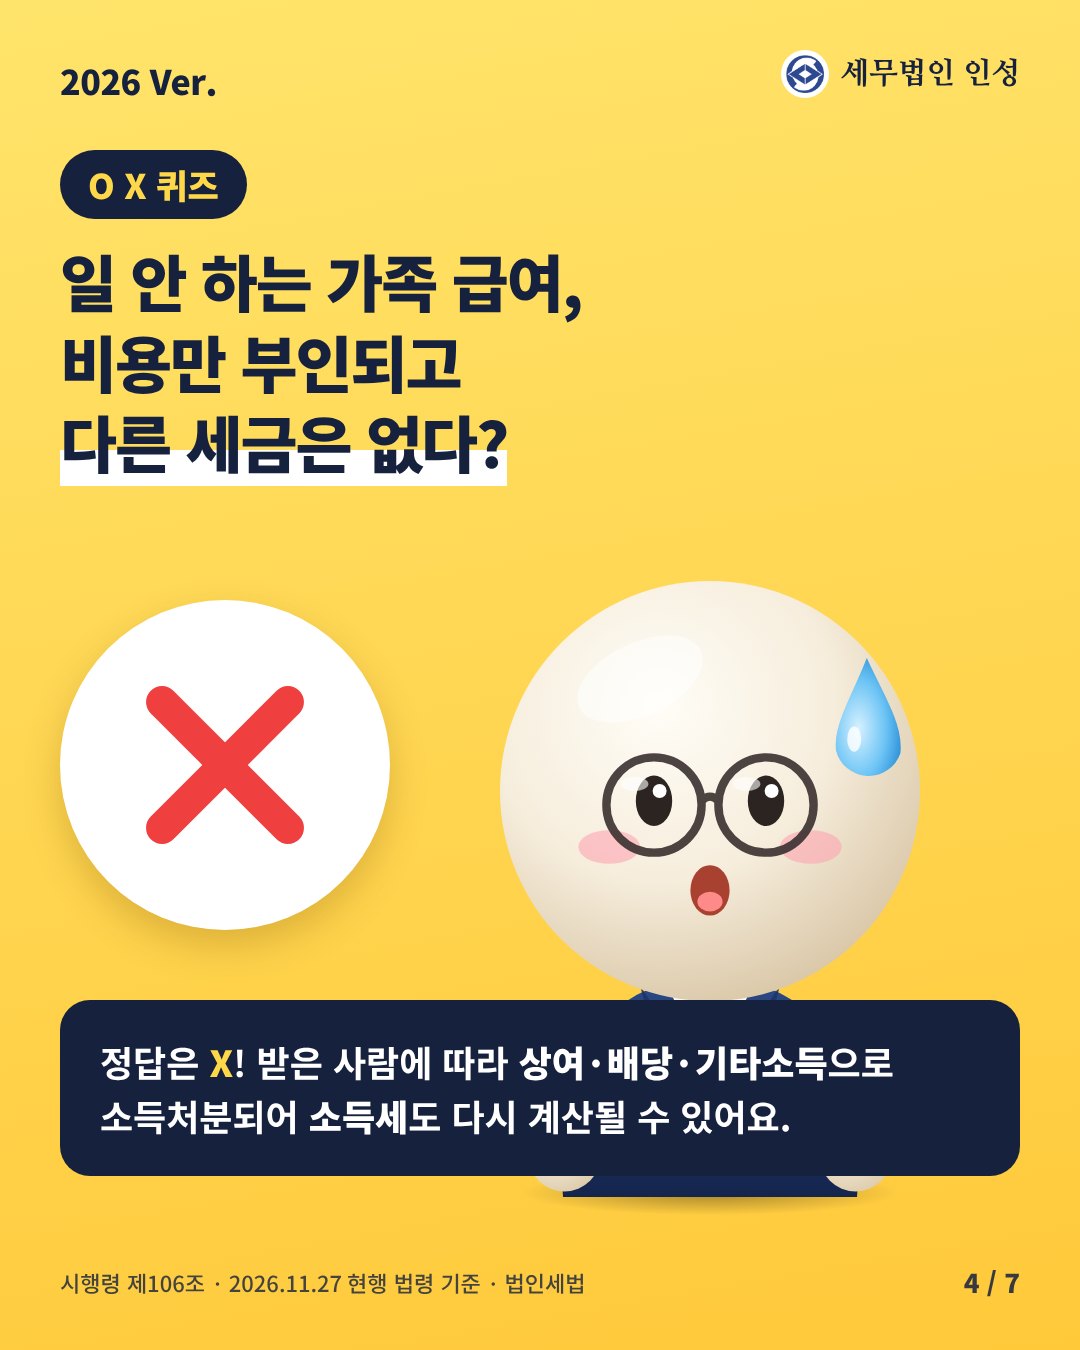 2026 Ver.
세무법인 인성
O X 퀴즈
일 안 하는 가족 급여,
비용만 부인되고
다른 세금은 없다?
정답은 X! 받은 사람에 따라 상여·배당·기타소득으로
소득처분되어 소득세도 다시 계산될 수 있어요.
시행령 제106조 · 2026.11.27 현행 법령 기준 · 법인세법
4 / 7